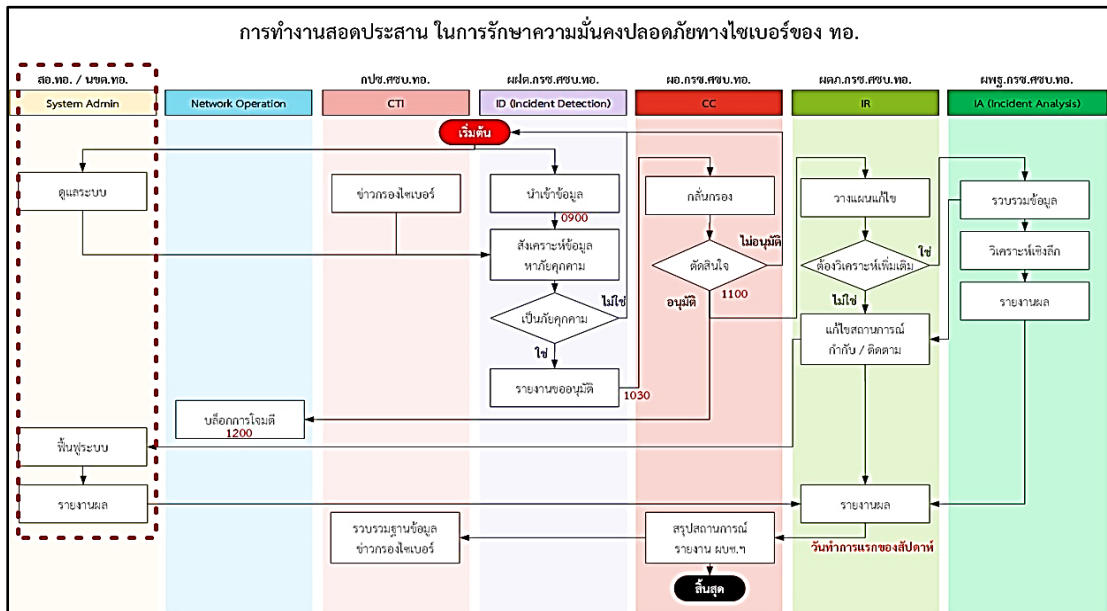 การทำงานสอดประสาน ในการรักษาความมั่นคงปลอดภัยทางไซเบอร์ของ ทอ.
สอ.ทอ. / นขต.ทอ.
กปซ.ศซบ.ทอ.
ผฝต.กรซ.ศซบ.ทอ.
ผอ.กรซ.ศซบ.ทอ.
ผตภ.กรซ.ศซบ.ทอ.
ผพฐ.กรซ.ศซบ.ทอ.
System Admin
Network Operation
CTI
ID (Incident Detection)
CC
IR
IA (Incident Analysis)
เริ่มต้น
ดูแลระบบ
ข่าวกรองไซเบอร์
นำเข้าข้อมูล
กลั่นกรอง
วางแผนแก้ไข
รวบรวมข้อมูล
0900
ไม่อนุมัติ
ใช่
สังเคราะห์ข้อมูล
หาภัยคุกคาม
ตัดสินใจ
ต้องวิเคราะห์เพิ่มเติม
วิเคราะห์เชิงลึก
1100
ไม่ใช่
อนุมัติ
ไม่ใช่
รายงานผล
เป็นภัยคุกคาม
แก้ไขสถานการณ์
กำกับ / ติดตาม
ใช่
รายงานขออนุมัติ
1030
บล็อกการโจมตี
1200
ฟื้นฟูระบบ
รายงานผล
รายงานผล
รวบรวมฐานข้อมูล
ข่าวกรองไซเบอร์
สรุปสถานการณ์
รายงาน ผบช.ฯ
วันทำการแรกของสัปดาห์
สิ้นสุด